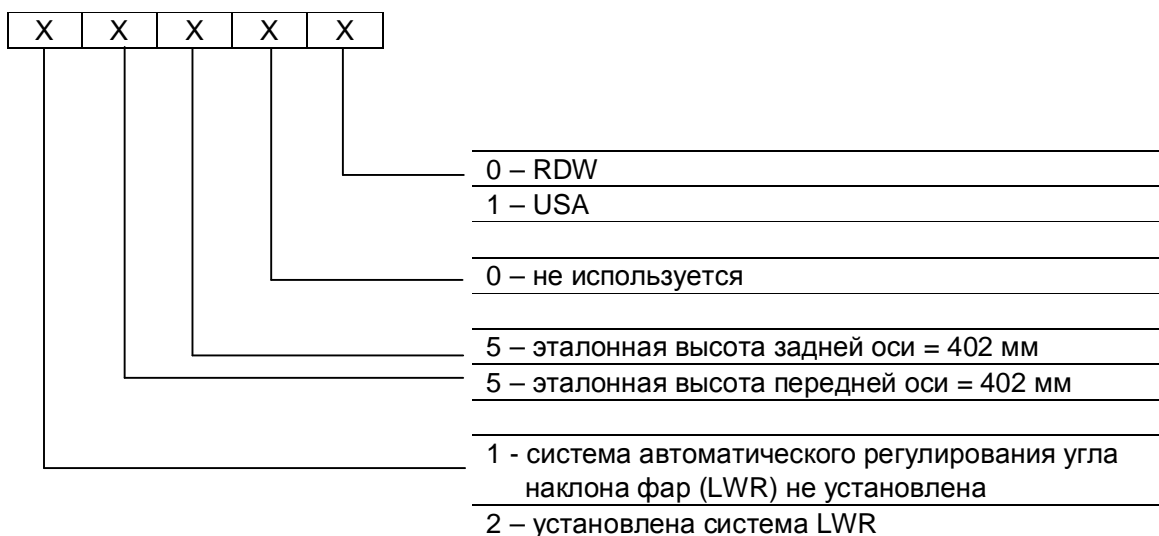 X X X X X
0 – RDW
1 – USA
0 – не используется
5 – эталонная высота задней оси = 402 мм
5 – эталонная высота передней оси = 402 мм
1 - система автоматического регулирования угла
наклона фар (LWR) не установлена
2 – установлена система LWR